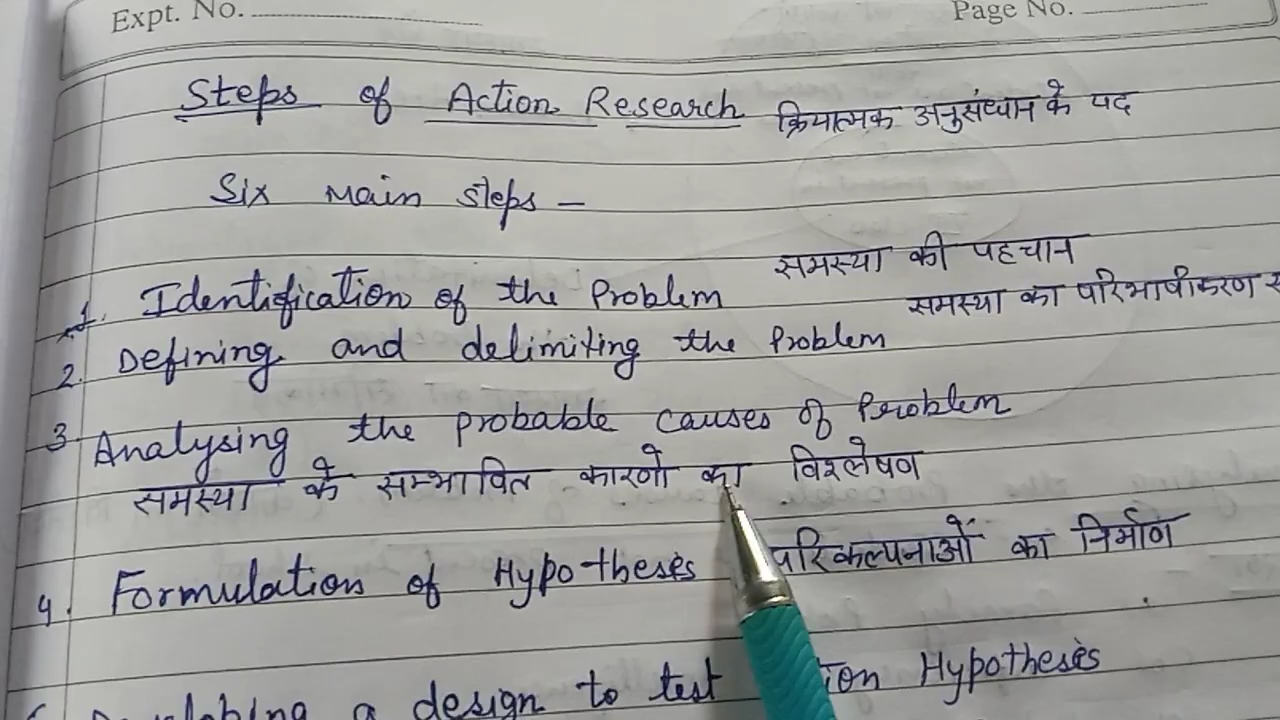 Expt. No.
Page No.
Steps of Action Research क्रियात्मक अनुसंध्यान के पद
Six main steps –
समस्या की पहचान
1. Identification of the Problem
समस्या का परिभाषीकरण
2. Defining and delimiting the Problem
3 Analysing the probable causes of Problem
समस्या के सम्भावित कारणो का विश्लेषण
4. Formulation of Hypotheses परिकल्पनाओं का निर्माण
a design to test Hypotheses